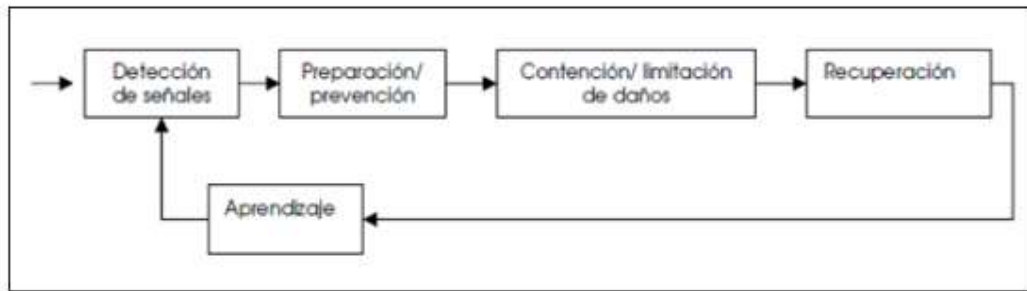 Detección
de señales
Preparación/
prevención
Contención/ limitación
de daños
Recuperación
Aprendizaje